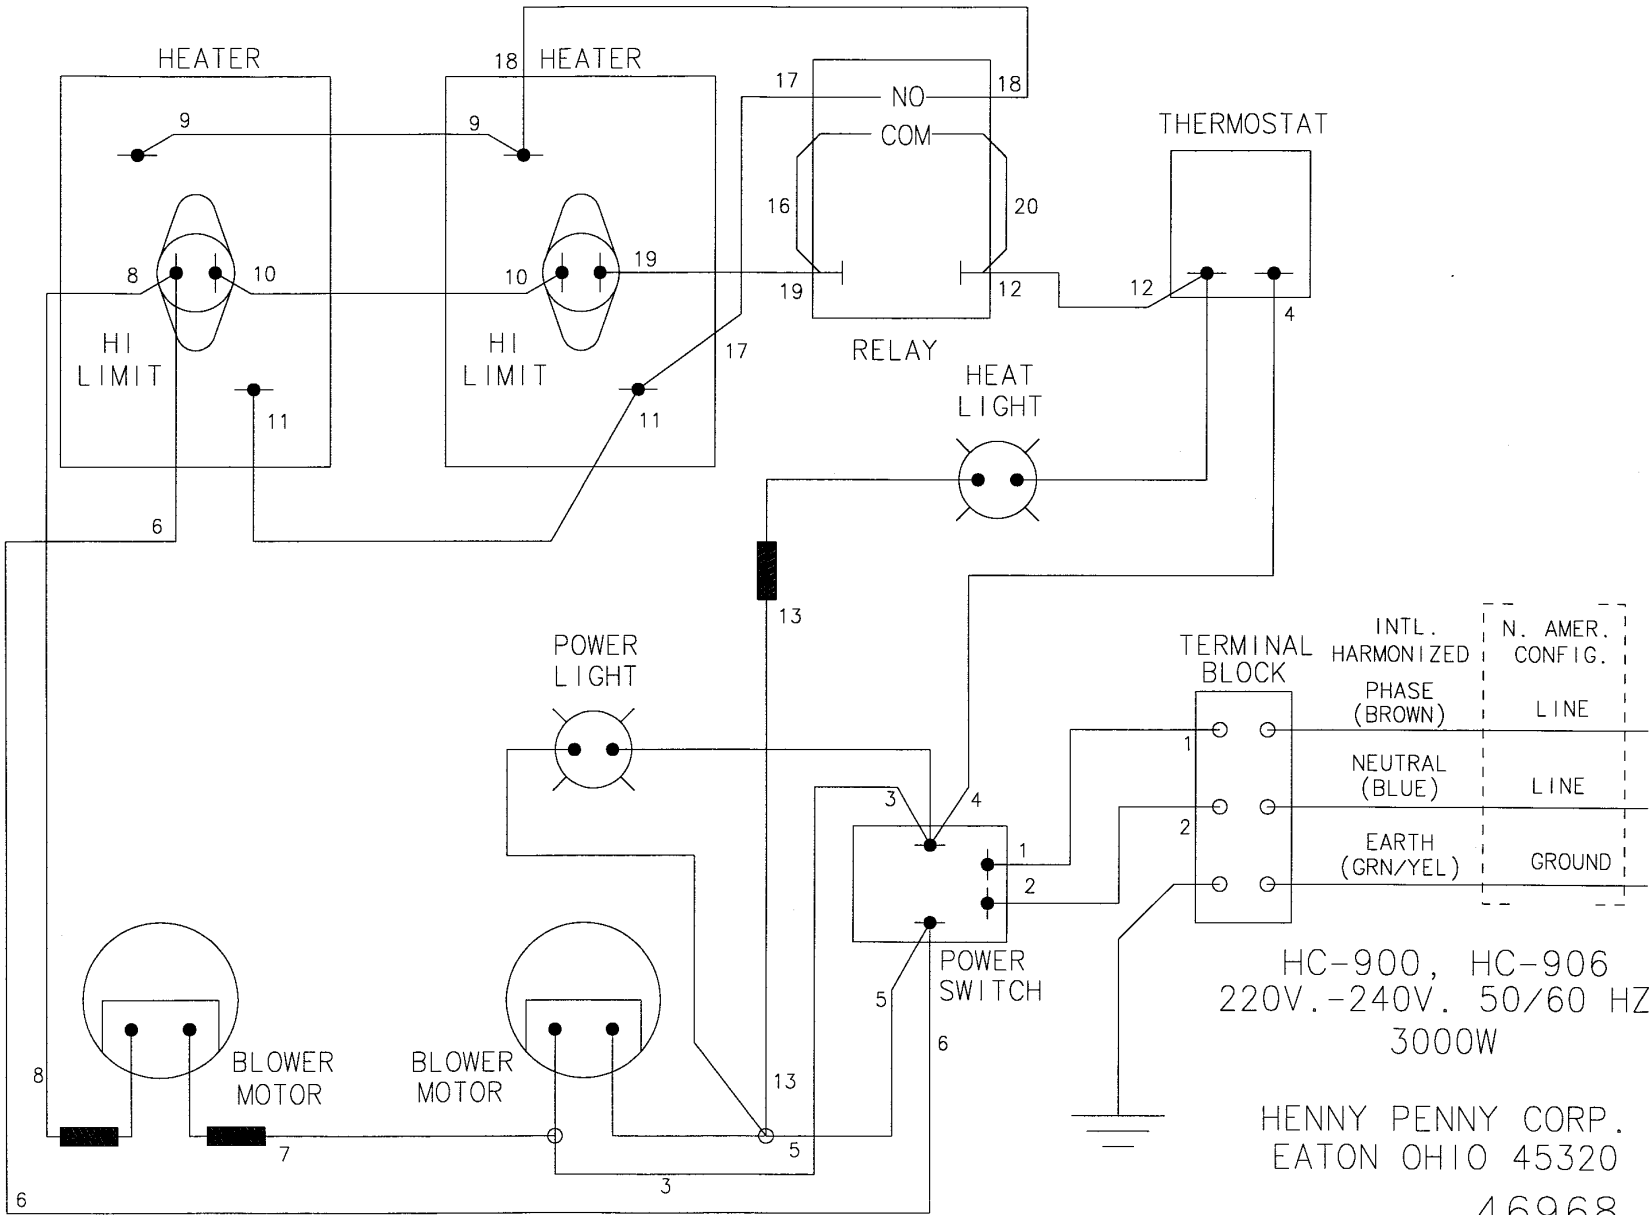 HEATER
18
HEATER
17
NO
18
COM
THERMOSTAT
9
9
16
20
8
10
10
19
19
12
12
4
HI
LIMIT
HI
LIMIT
17
RELAY
HEAT
LIGHT
11
11
6
13
POWER
LIGHT
TERMINAL
BLOCK
INTL.
HARMONIZED
N. AMER.
CONFIG.
PHASE
(BROWN)
LINE
1
NEUTRAL
(BLUE)
LINE
2
EARTH
(GRN/YEL)
GROUND
3
4
1
2
POWER
SWITCH
5
6
HC-900, HC-906
220V.-240V. 50/60 HZ
3000W
BLOWER
MOTOR
BLOWER
MOTOR
8
13
7
5
3
6
HENNY PENNY CORP.
EATON OHIO 45320
46968